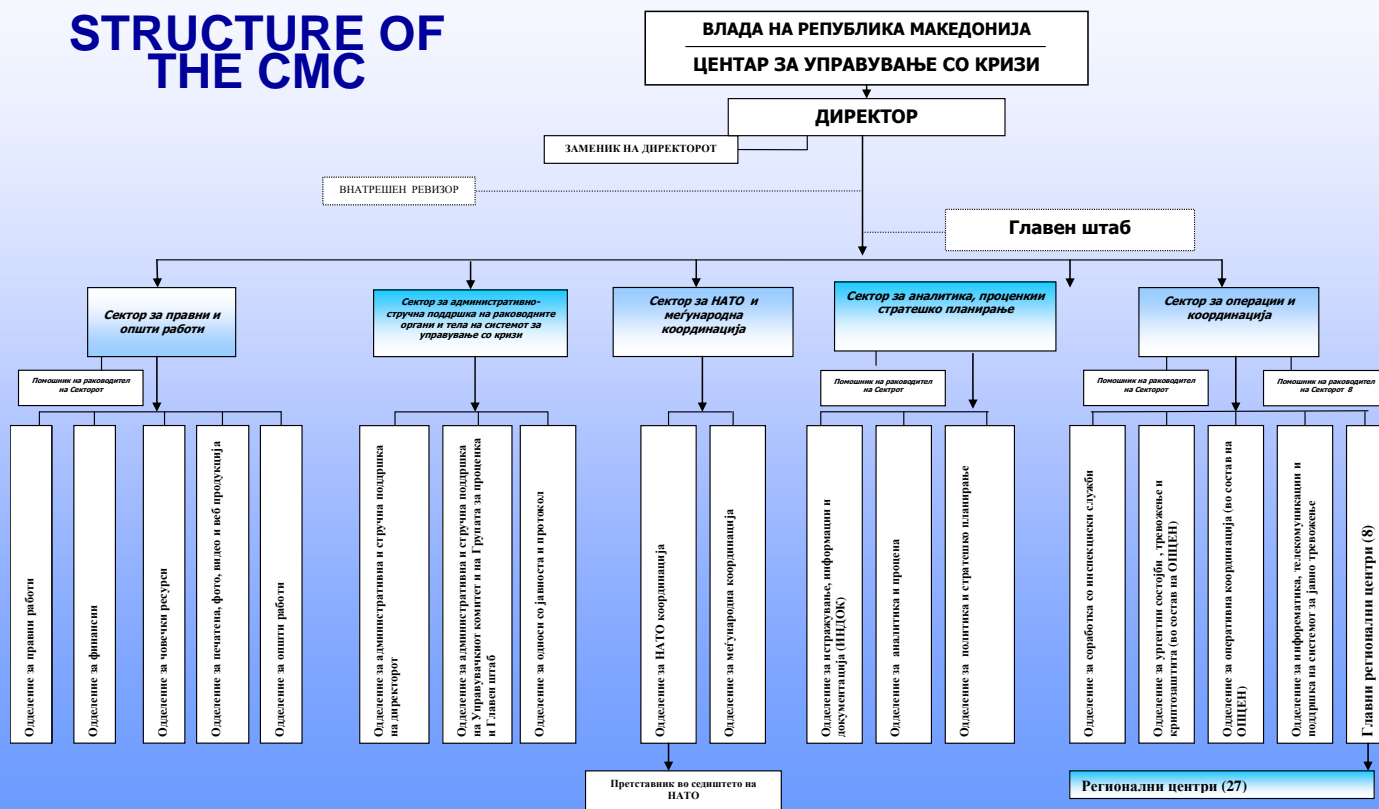 STRUCTURE OF
THE CMC
ВЛАДА НА РЕПУБЛИКА МАКЕДОНИЈА
ЦЕНТАР ЗА УПРАВУВАЊЕ СО КРИЗИ
ДИРЕКТОР
ЗАМЕНИК НА ДИРЕКТОРОТ
ВНАТРЕШЕН РЕВИЗОР
Главен штаб
Сектор за правни и
општи работи
Сектор за административно-
стручна поддршка на раководните
органи и тела на системот за
управување со кризи
Сектор за НАТО и
меѓународна
координација
Сектор за аналитика, проценкии
стратешко планирање
Сектор за операции и
координација
Помошник на раководител
на Секторот
Помошник на раководител
на Сектрот
Помошник на раководител
на Секторот
Помошник на раководител
на Секторот 8
Одделение за правни работи
Одделение за финансии
Одделение за човечки ресурси
Одделение за печатена, фото, видео и веб продукција
Одделение за општи работи
Одделение за административна и стручна поддршка
на директорот
Одделение за административна и стручна поддршка
на Управувачкиот комитет и на Групата за проценка
и Главен штаб
Одделение за односи со јавноста и протокол
Одделение за НАТО координација
Одделение за меѓународна координација
Одделение за истражување, информации и
документација (ИНДОК)
Одделение за аналитика и процена
Одделение за политика и стратешко планирање
Одделение за соработка со инспекциски служби
Одделение за ургентни состојби , тревожење и
криптозаштита (во состав на ОПЦЕН)
Одделение за оперативна координација (во состав на
ОПЦЕН)
Одделение за информатика, телекомуникации и
поддршка на системот за јавно тревожење
Главни регионални центри (8)
Претставник во седиштето на
НАТО
Регионални центри (27)